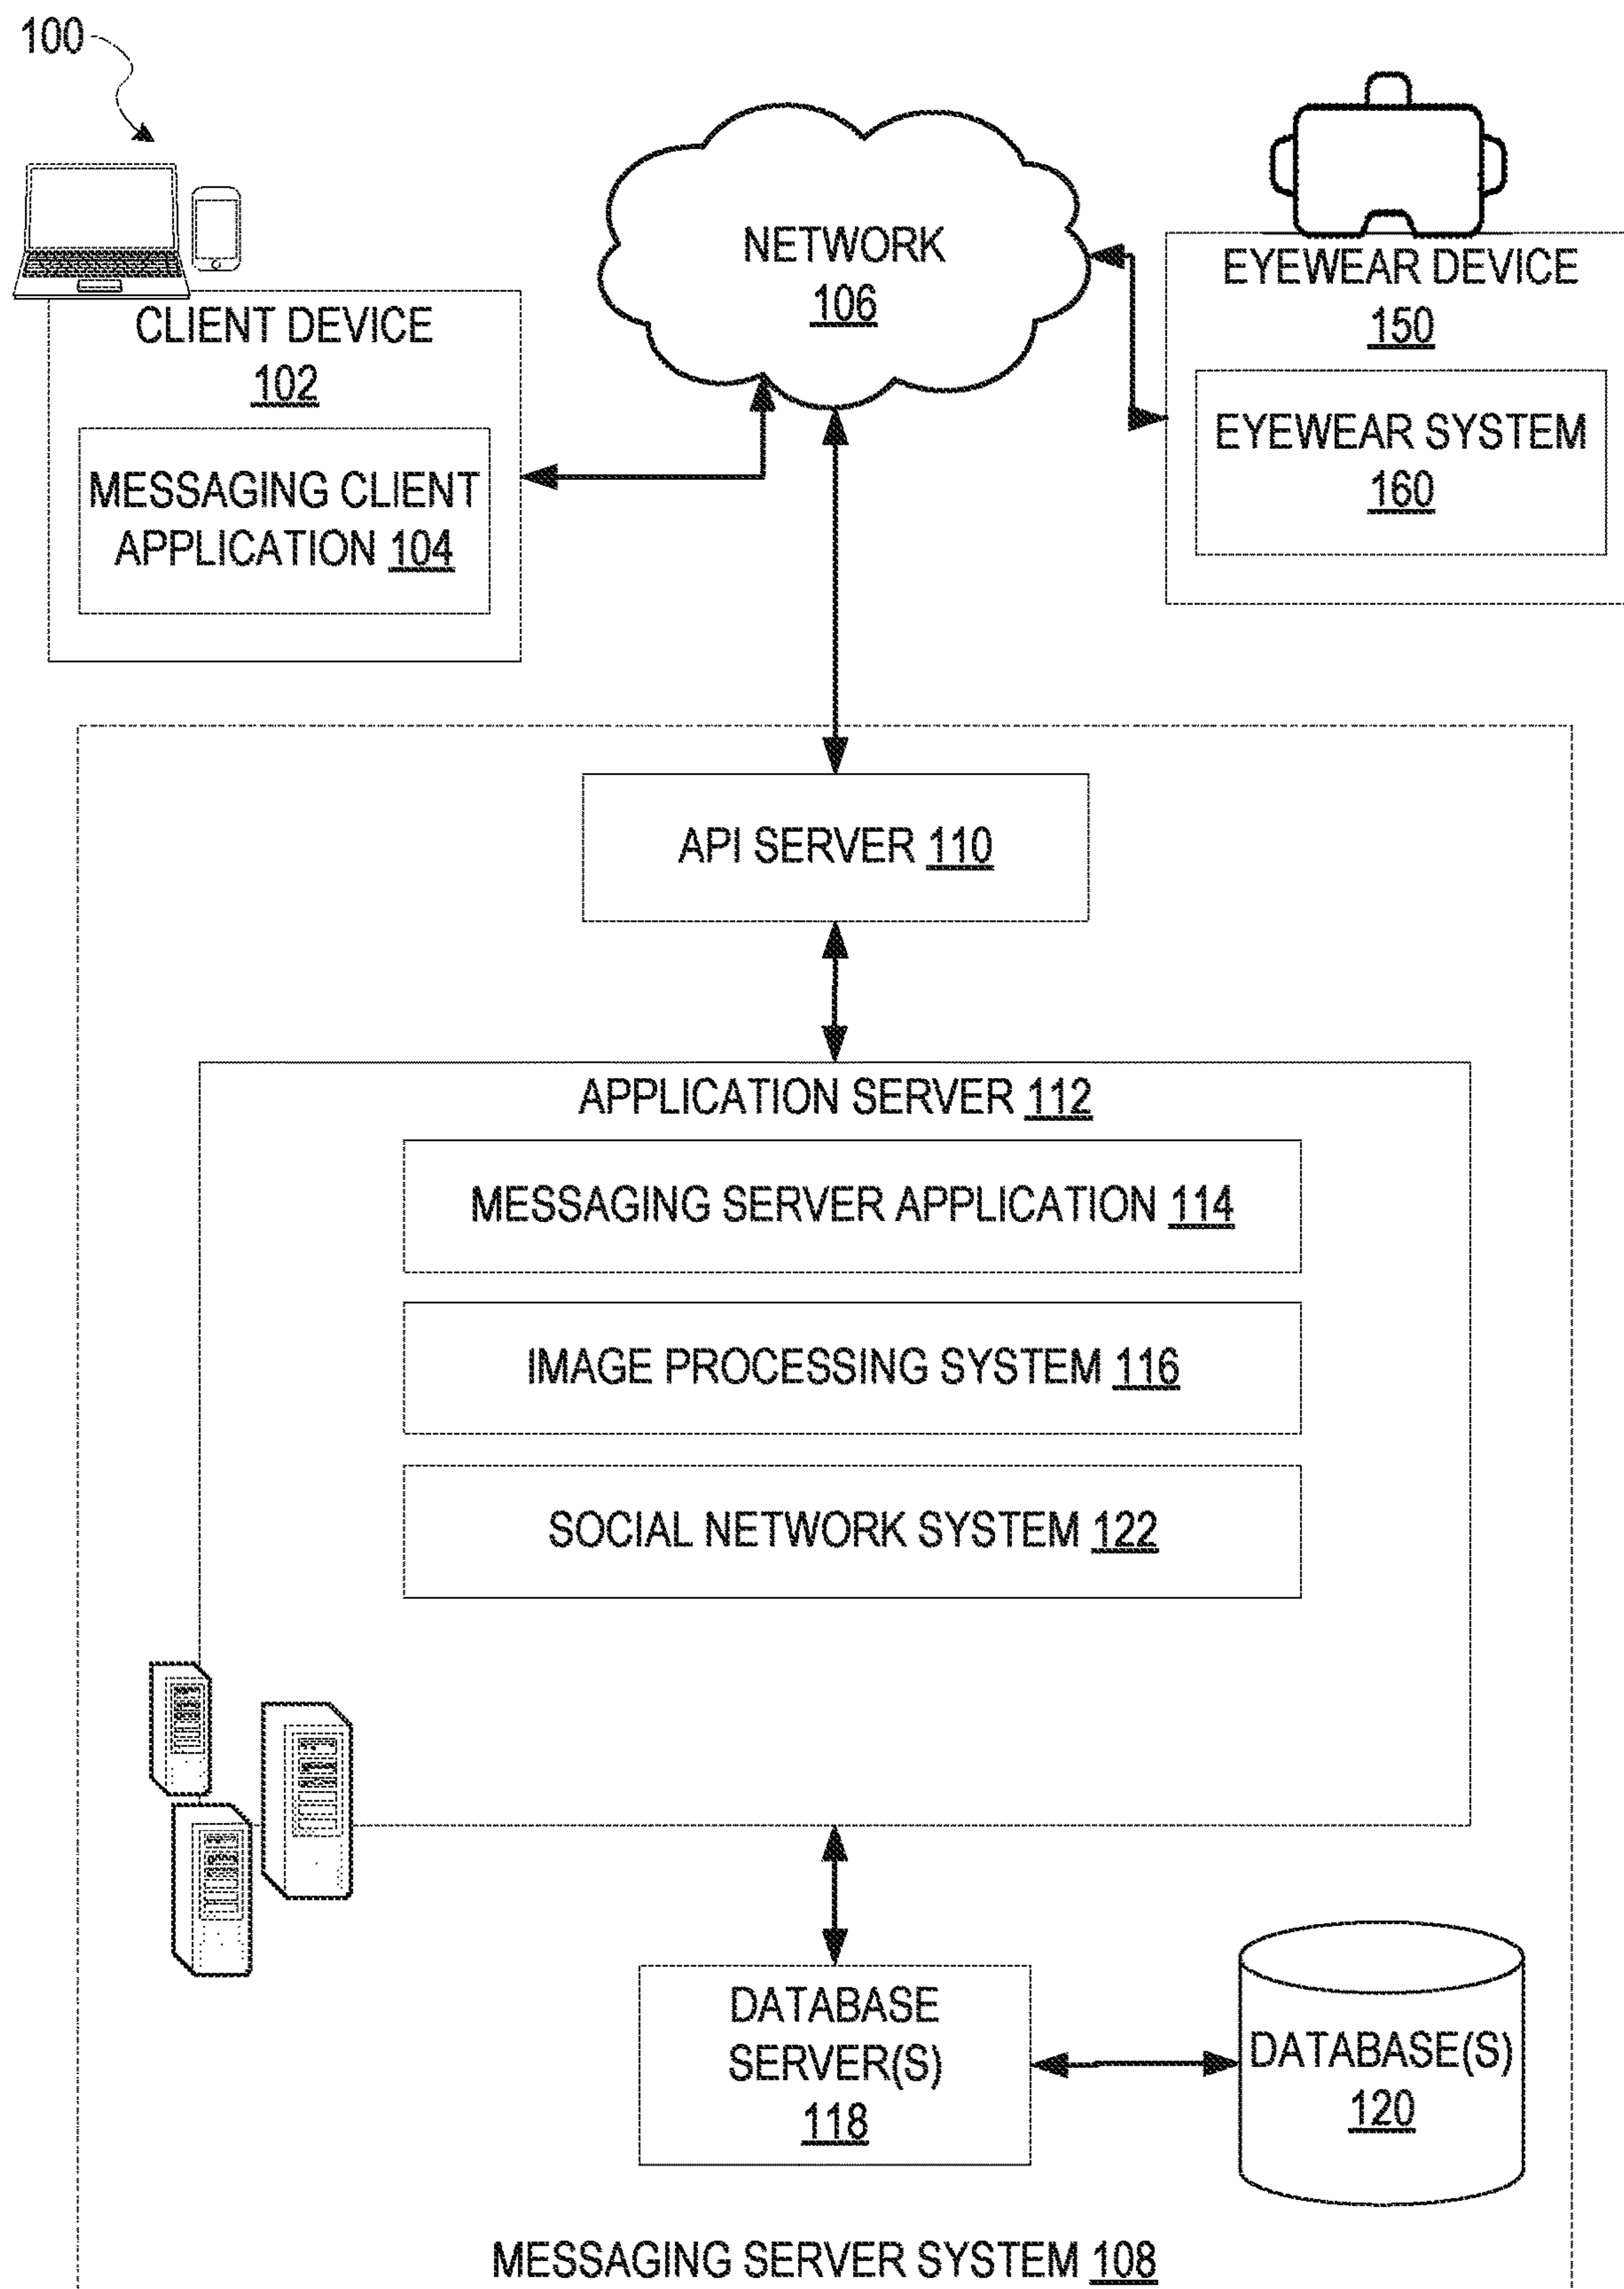 100
NETWORK
106
EYEWEAR DEVICE
150
EYEWEAR SYSTEM
160
CLIENT DEVICE
102
MESSAGING CLIENT
APPLICATION 104
API SERVER 110
APPLICATION SERVER 112
MESSAGING SERVER APPLICATION 114
IMAGE PROCESSING SYSTEM 116
SOCIAL NETWORK SYSTEM 122
DATABASE
SERVER(S)
118
DATABASE(S)
120
MESSAGING SERVER SYSTEM 108